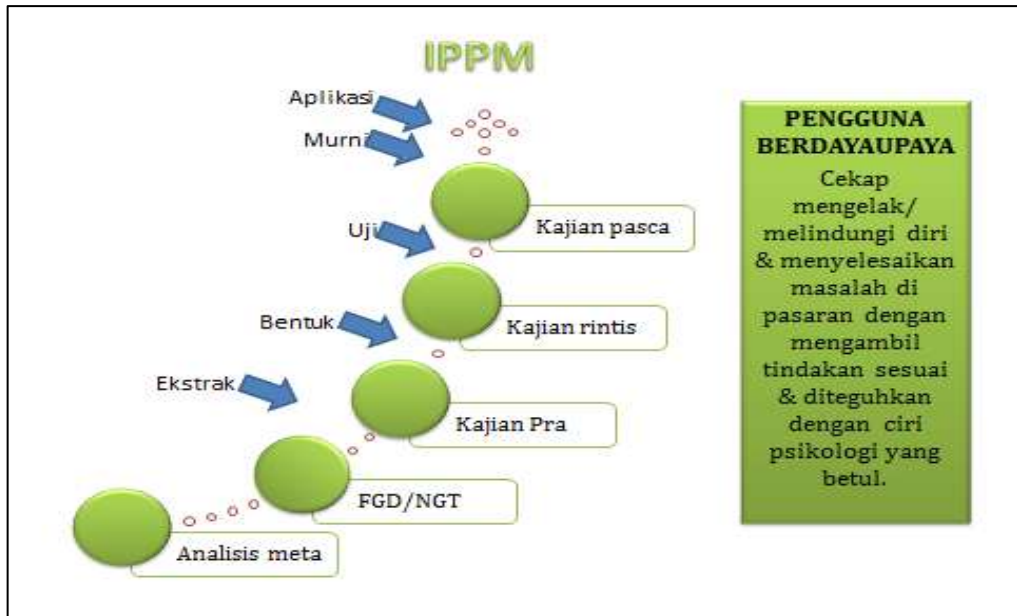 IPPM
Aplikasi
Murni
Kajian pasca
Uji
Kajian rintis
Bentuk
Kajian Pra
Ekstrak
FGD/NGT
Analisis meta
PENGGUNA
BERDAYAUPAYA
Cekap
mengelak/
melindungi diri
& menyelesaikan
masalah di
pasaran dengan
mengambil
tindakan sesuai
& diteguhkan
dengan ciri
psikologi yang
betul.